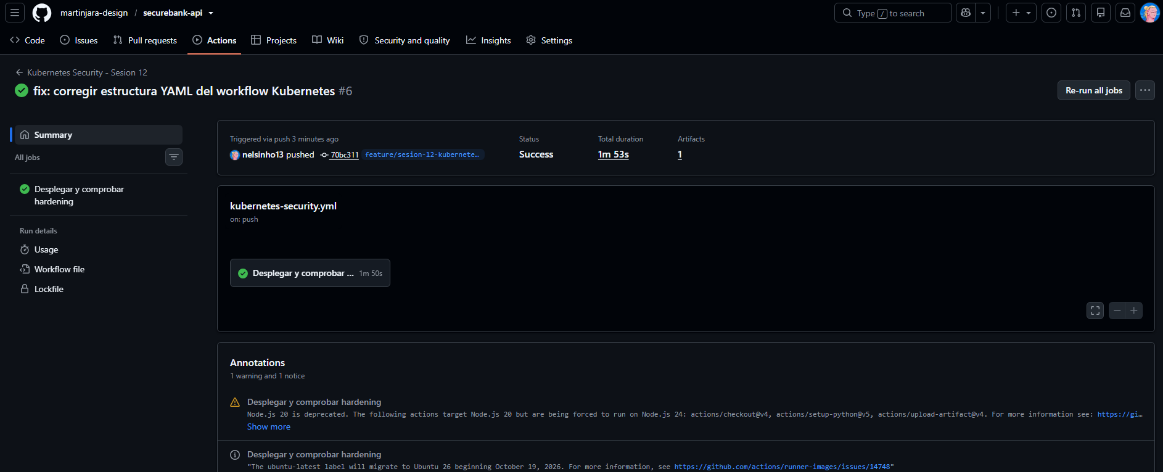 martinjara-design / securebank-api
Type / to search
Code Issues Pull requests Actions Projects Wiki Security and quality Insights Settings
← Kubernetes Security - Sesion 12
fix: corregir estructura YAML del workflow Kubernetes #6
Re-run all jobs
Summary
All jobs
Desplegar y comprobar
hardening
Run details
Usage
Workflow file
Lockfile
Triggered via push 3 minutes ago
nelsinho13 pushed 70bc311 feature/sesion-12-kubernete…
Status
Success
Total duration
1m 53s
Artifacts
1
kubernetes-security.yml
on: push
Desplegar y comprobar ... 1m 50s
Annotations
1 warning and 1 notice
Desplegar y comprobar hardening
Node.js 20 is deprecated. The following actions target Node.js 20 but are being forced to run on Node.js 24: actions/checkout@v4, actions/setup-python@v5, actions/upload-artifact@v4. For more information see: https://gi…
Show more
Desplegar y comprobar hardening
"The ubuntu-latest label will migrate to Ubuntu 26 beginning October 19, 2026. For more information, see https://github.com/actions/runner-images/issues/14748"